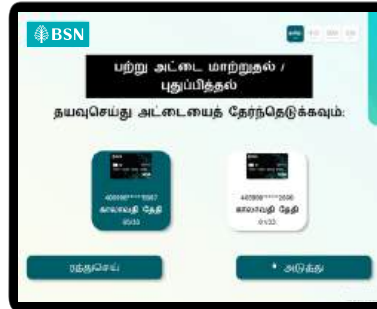 BSN
பற்று அட்டை மாற்றுதல் /
புதுப்பித்தல்
தயவுசெய்து அட்டையைத் தேர்ந்தெடுக்கவும்:
காலாவதி தேதி
காலாவதி தேதி
ரத்துசெய்
அடுத்து